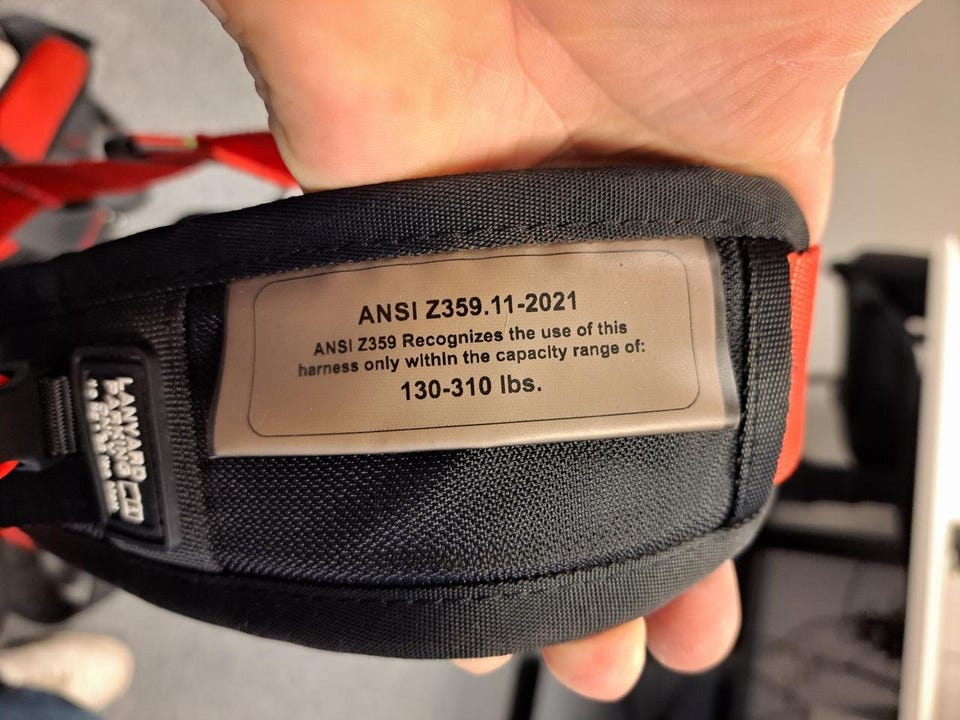 ANSI Z359.11-2021
ANSI Z359 Recognizes the use of this
harness only within the capacity range of:
130-310 lbs.
LANYARD
PARKING